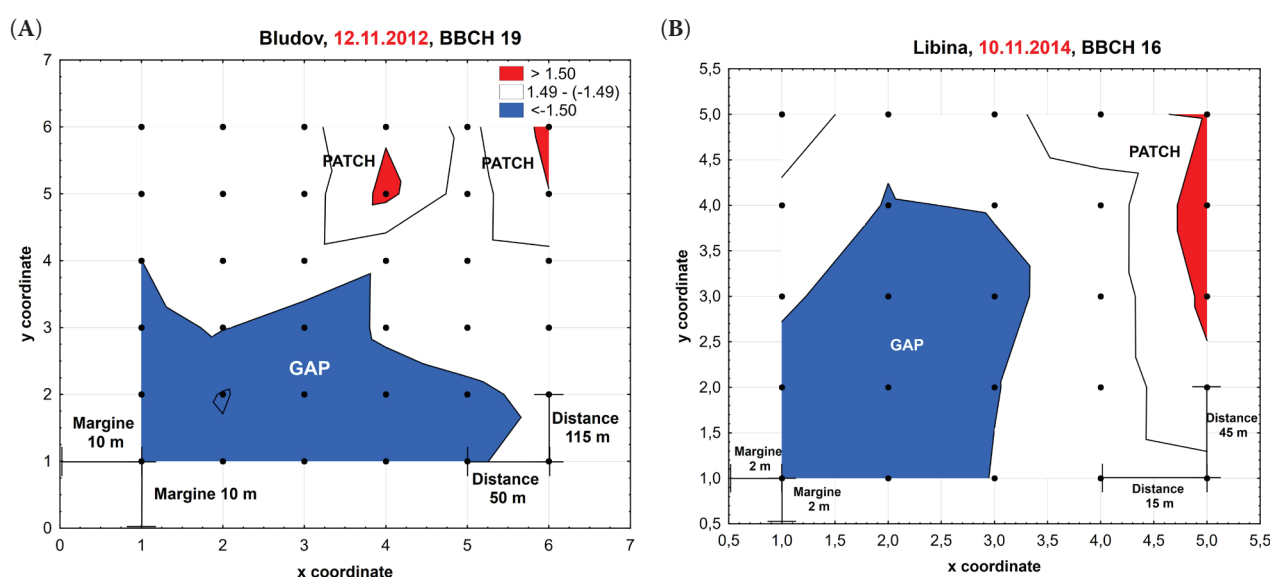 (A)
Bludov, 12.11.2012, BBCH 19
> 1.50
1.49 - (-1.49)
<-1.50
7
6
5
4
3
2
1
0
y coordinate
PATCH
PATCH
GAP
Margine
10 m
Margine 10 m
Distance
115 m
Distance
50 m
0
1
2
3
4
5
6
7
x coordinate
(B)
Libina, 10.11.2014, BBCH 16
5,5
5,0
4,5
4,0
3,5
3,0
2,5
2,0
1,5
1,0
0,5
y coordinate
PATCH
GAP
Margine
2 m
Margine
2 m
Distance
45 m
Distance
15 m
0,5
1,0
1,5
2,0
2,5
3,0
3,5
4,0
4,5
5,0
5,5
x coordinate